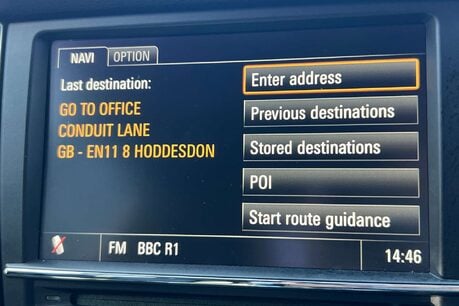 NAVI OPTION
Last destination:
GO TO OFFICE
CONDUIT LANE
GB - EN11 8 HODDESDON
Enter address
Previous destinations
Stored destinations
POI
Start route guidance
FM BBC R1 14:46